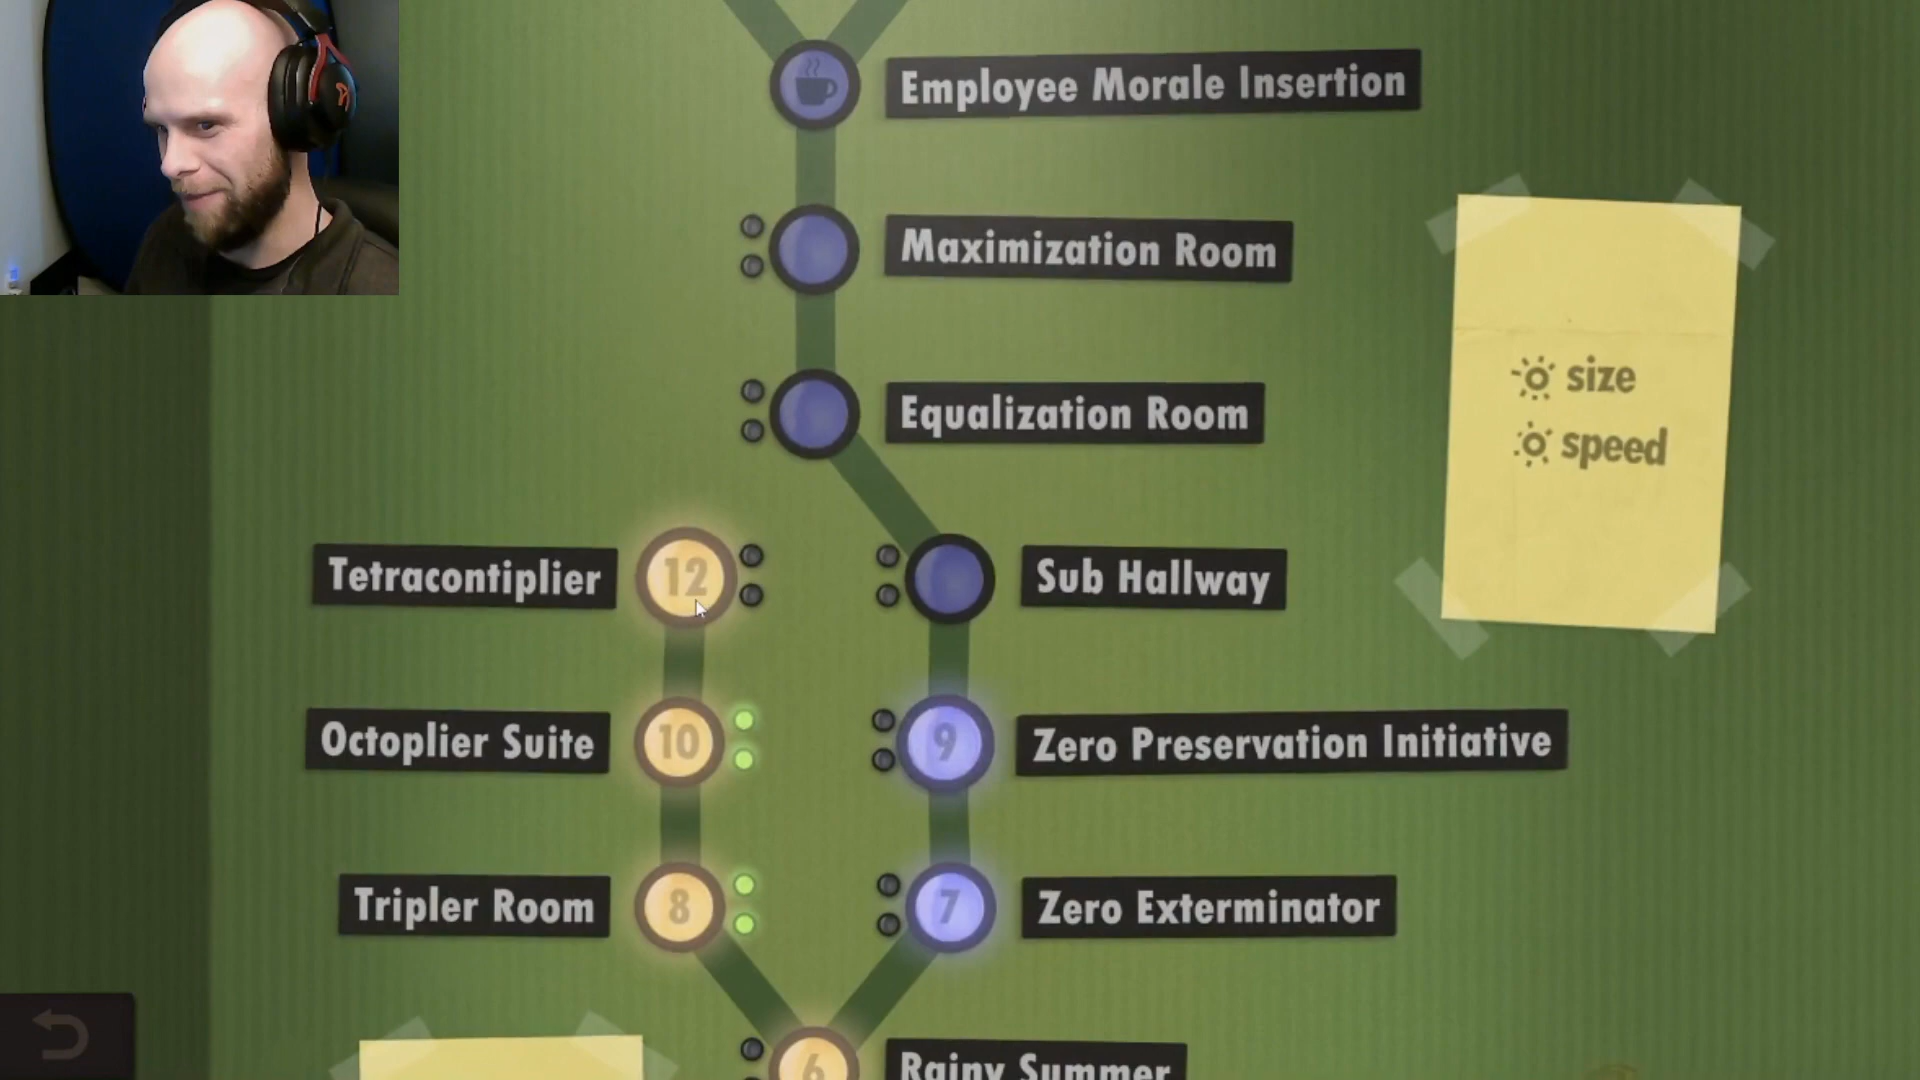 Employee Morale Insertion
Maximization Room
size
speed
Equalization Room
Tetracontiplier
12
Sub Hallway
Octoplier Suite
10
9
Zero Preservation Initiative
Tripler Room
8
7
Zero Exterminator
6
Rainy Summer